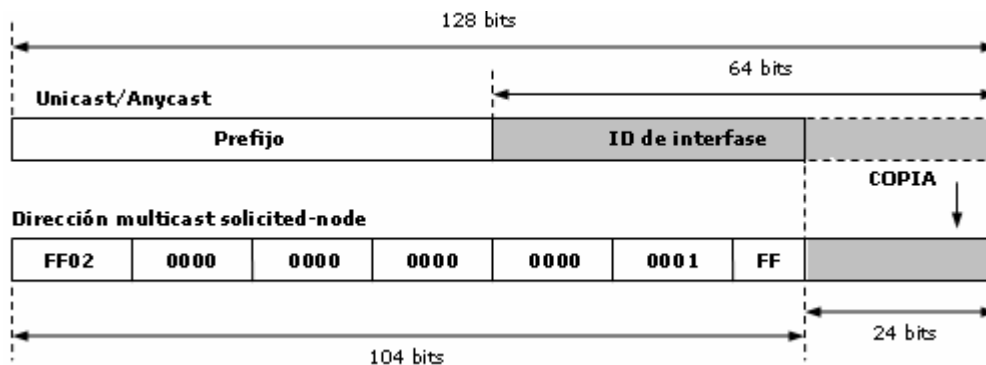 128 bits
64 bits
Unicast/Anycast
Prefijo ID de interfase
COPIA
Dirección multicast solicited-node
FF02 0000 0000 0000 0000 0001 FF
24 bits
104 bits